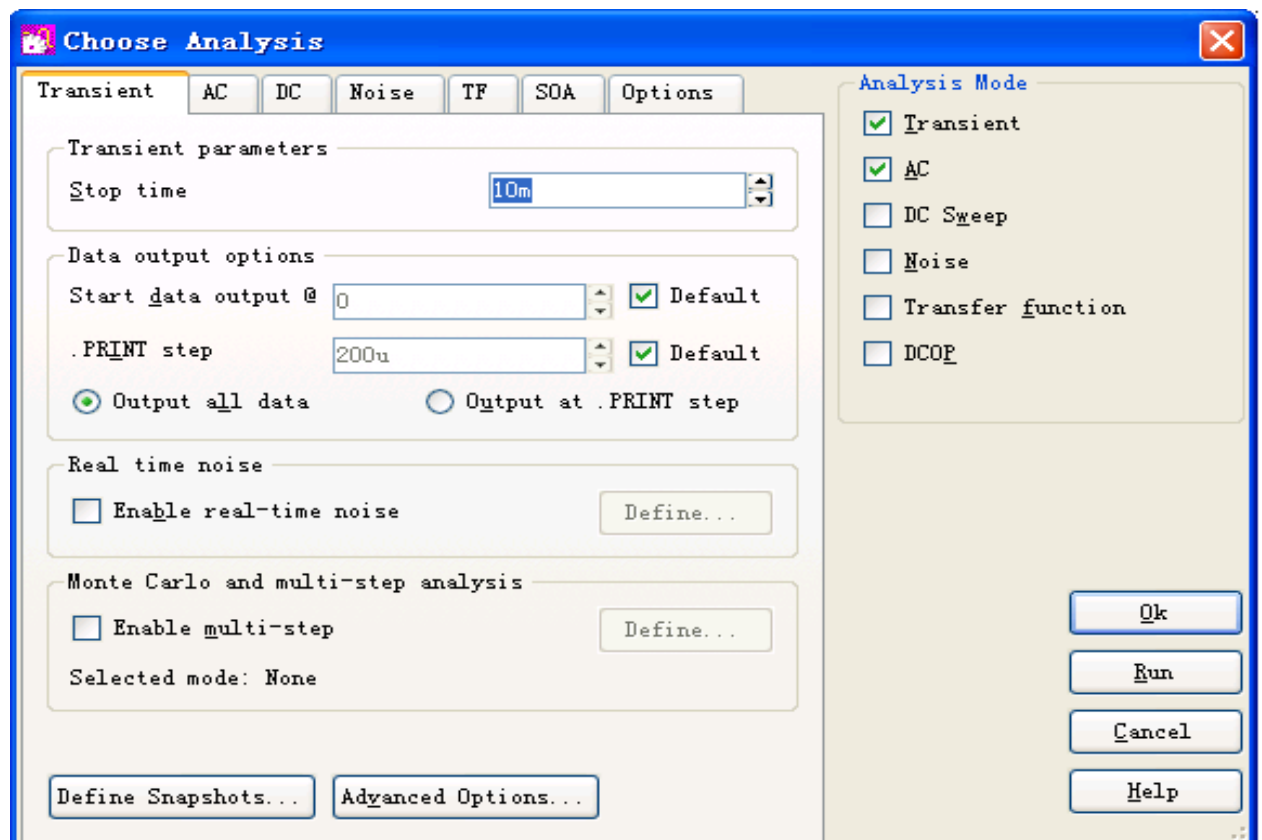 Choose Analysis
Transient AC DC Noise TF SOA Options
Transient parameters
Stop time 10m
Data output options
Start data output @ 0 Default
.PRINT step 200u Default
Output all data Output at .PRINT step
Real time noise
Enable real-time noise Define...
Monte Carlo and multi-step analysis
Enable multi-step Define...
Selected mode: None
Define Snapshots... Advanced Options...
Analysis Mode
Transient
AC
DC Sweep
Noise
Transfer function
DCOP
Ok
Run
Cancel
Help